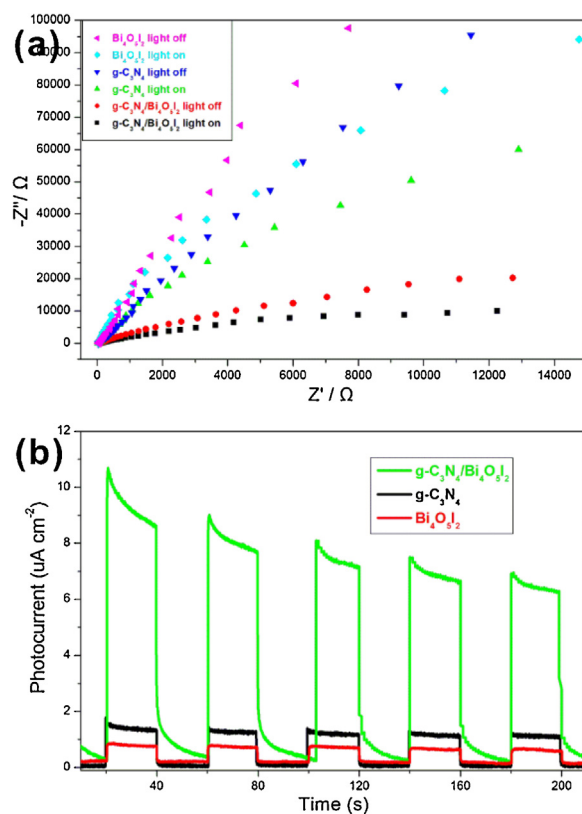 (a)
Bi4O5I2 light off
Bi4O5I2 light on
g-C3N4 light off
g-C3N4 light on
g-C3N4/Bi4O5I2 light off
g-C3N4/Bi4O5I2 light on
-Z''/ Ω
100000
90000
80000
70000
60000
50000
40000
30000
20000
10000
0
0 2000 4000 6000 8000 10000 12000 14000
Z'/ Ω
(b)
g-C3N4/Bi4O5I2
g-C3N4
Bi4O5I2
Photocurrent (uA cm-2)
12
10
8
6
4
2
0
40 80 120 160 200
Time (s)